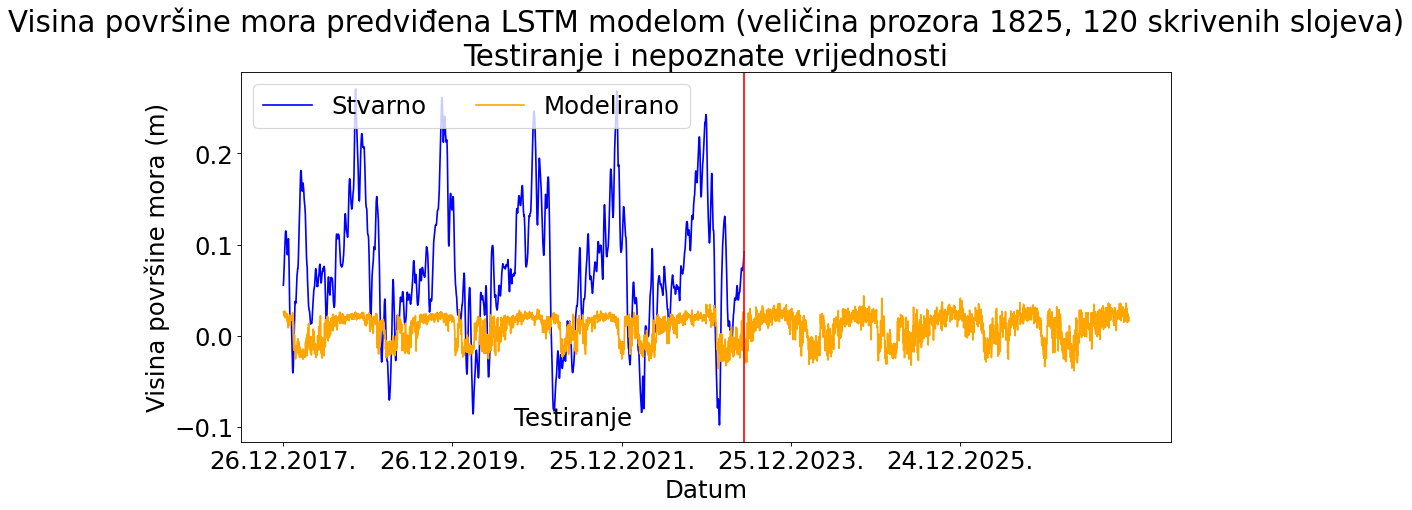 Visina površine mora predviđena LSTM modelom (veličina prozora 1825, 120 skrivenih slojeva)
Testiranje i nepoznate vrijednosti
Stvarno Modelirano
Visina površine mora (m)
0.2
0.1
0.0
−0.1
Testiranje
26.12.2017. 26.12.2019. 25.12.2021. 25.12.2023. 24.12.2025.
Datum